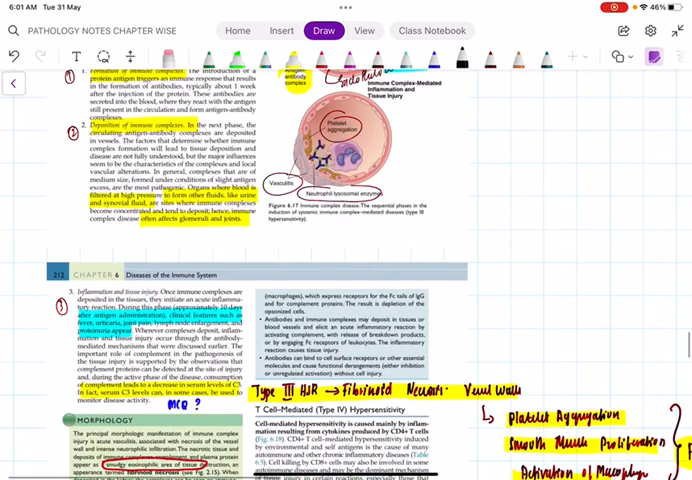 6:01 AM Tue 31 May
46%
PATHOLOGY NOTES CHAPTER WISE
Home Insert Draw View Class Notebook
1. Formation of immune complexes. The introduction of a
protein antigen triggers an immune response that results
in the formation of antibodies, typically about 1 week
after the injection of the protein. These antibodies are
secreted into the blood, where they react with the antigen
still present in the circulation and form antigen-antibody
complexes.
2. Deposition of immune complexes. In the next phase, the
circulating antigen-antibody complexes are deposited
in vessels. The factors that determine whether immune
complex formation will lead to tissue deposition and
disease are not fully understood, but the major influences
seem to be the characteristics of the complexes and local
vascular alterations. In general, complexes that are of
medium size, formed under conditions of slight antigen
excess, are the most pathogenic. Organs where blood is
filtered at high pressure to form other fluids, like urine
and synovial fluid, are sites where immune complexes
become concentrated and tend to deposit; hence, immune
complex disease often affects glomeruli and joints.
1
2
Antigen-
antibody
complex
Immune Complex-Mediated
Inflammation and
Tissue Injury
Platelet
aggregation
Vasculitis
Neutrophil lysosomal enzymes
Figure 6.17 Immune complex disease. The sequential phases in the
induction of systemic immune complex–mediated diseases (type III
hypersensitivity).
212 CHAPTER 6 Diseases of the Immune System
3
3. Inflammation and tissue injury. Once immune complexes are
deposited in the tissues, they initiate an acute inflamma-
tory reaction. During this phase (approximately 10 days
after antigen administration), clinical features such as
fever, urticaria, joint pain, lymph node enlargement, and
proteinuria appear. Wherever complexes deposit, inflam-
mation and tissue injury occur through the antibody-
mediated mechanisms that were discussed earlier. The
important role of complement in the pathogenesis of
the tissue injury is supported by the observations that
complement proteins can be detected at the site of injury
and, during the active phase of the disease, consumption
of complement leads to a decrease in serum levels of C3.
In fact, serum C3 levels can, in some cases, be used to
monitor disease activity.
MCQ ?
MORPHOLOGY
The principal morphologic manifestation of immune complex
injury is acute vasculitis, associated with necrosis of the vessel
wall and intense neutrophilic infiltration. The necrotic tissue and
deposits of immune complexes, complement, and plasma protein
appear as a smudgy eosinophilic area of tissue destruction, an
appearance termed fibrinoid necrosis (see Fig. 2.15). When
(macrophages), which express receptors for the Fc tails of IgG
and for complement proteins. The result is depletion of the
opsonized cells.
• Antibodies and immune complexes may deposit in tissues or
blood vessels and elicit an acute inflammatory reaction by
activating complement, with release of breakdown products,
or by engaging Fc receptors of leukocytes. The inflammatory
reaction causes tissue injury.
• Antibodies can bind to cell surface receptors or other essential
molecules and cause functional derangements (either inhibition
or unregulated activation) without cell injury.
Type III HSR → Fibrinoid Necrosis. Vessel Walls
T Cell–Mediated (Type IV) Hypersensitivity
Cell-mediated hypersensitivity is caused mainly by inflam-
mation resulting from cytokines produced by CD4+ T cells
(Fig. 6.18). CD4+ T cell–mediated hypersensitivity induced
by environmental and self antigens is the cause of many
autoimmune and other chronic inflammatory diseases (Table
6.5). Cell killing by CD8+ cells may also be involved in some
autoimmune diseases and may be the dominant mechanism
of tissue injury in certain reactions, especially those that
Platelet Aggregation
Smooth Muscle Proliferation
Activation of Macrophage